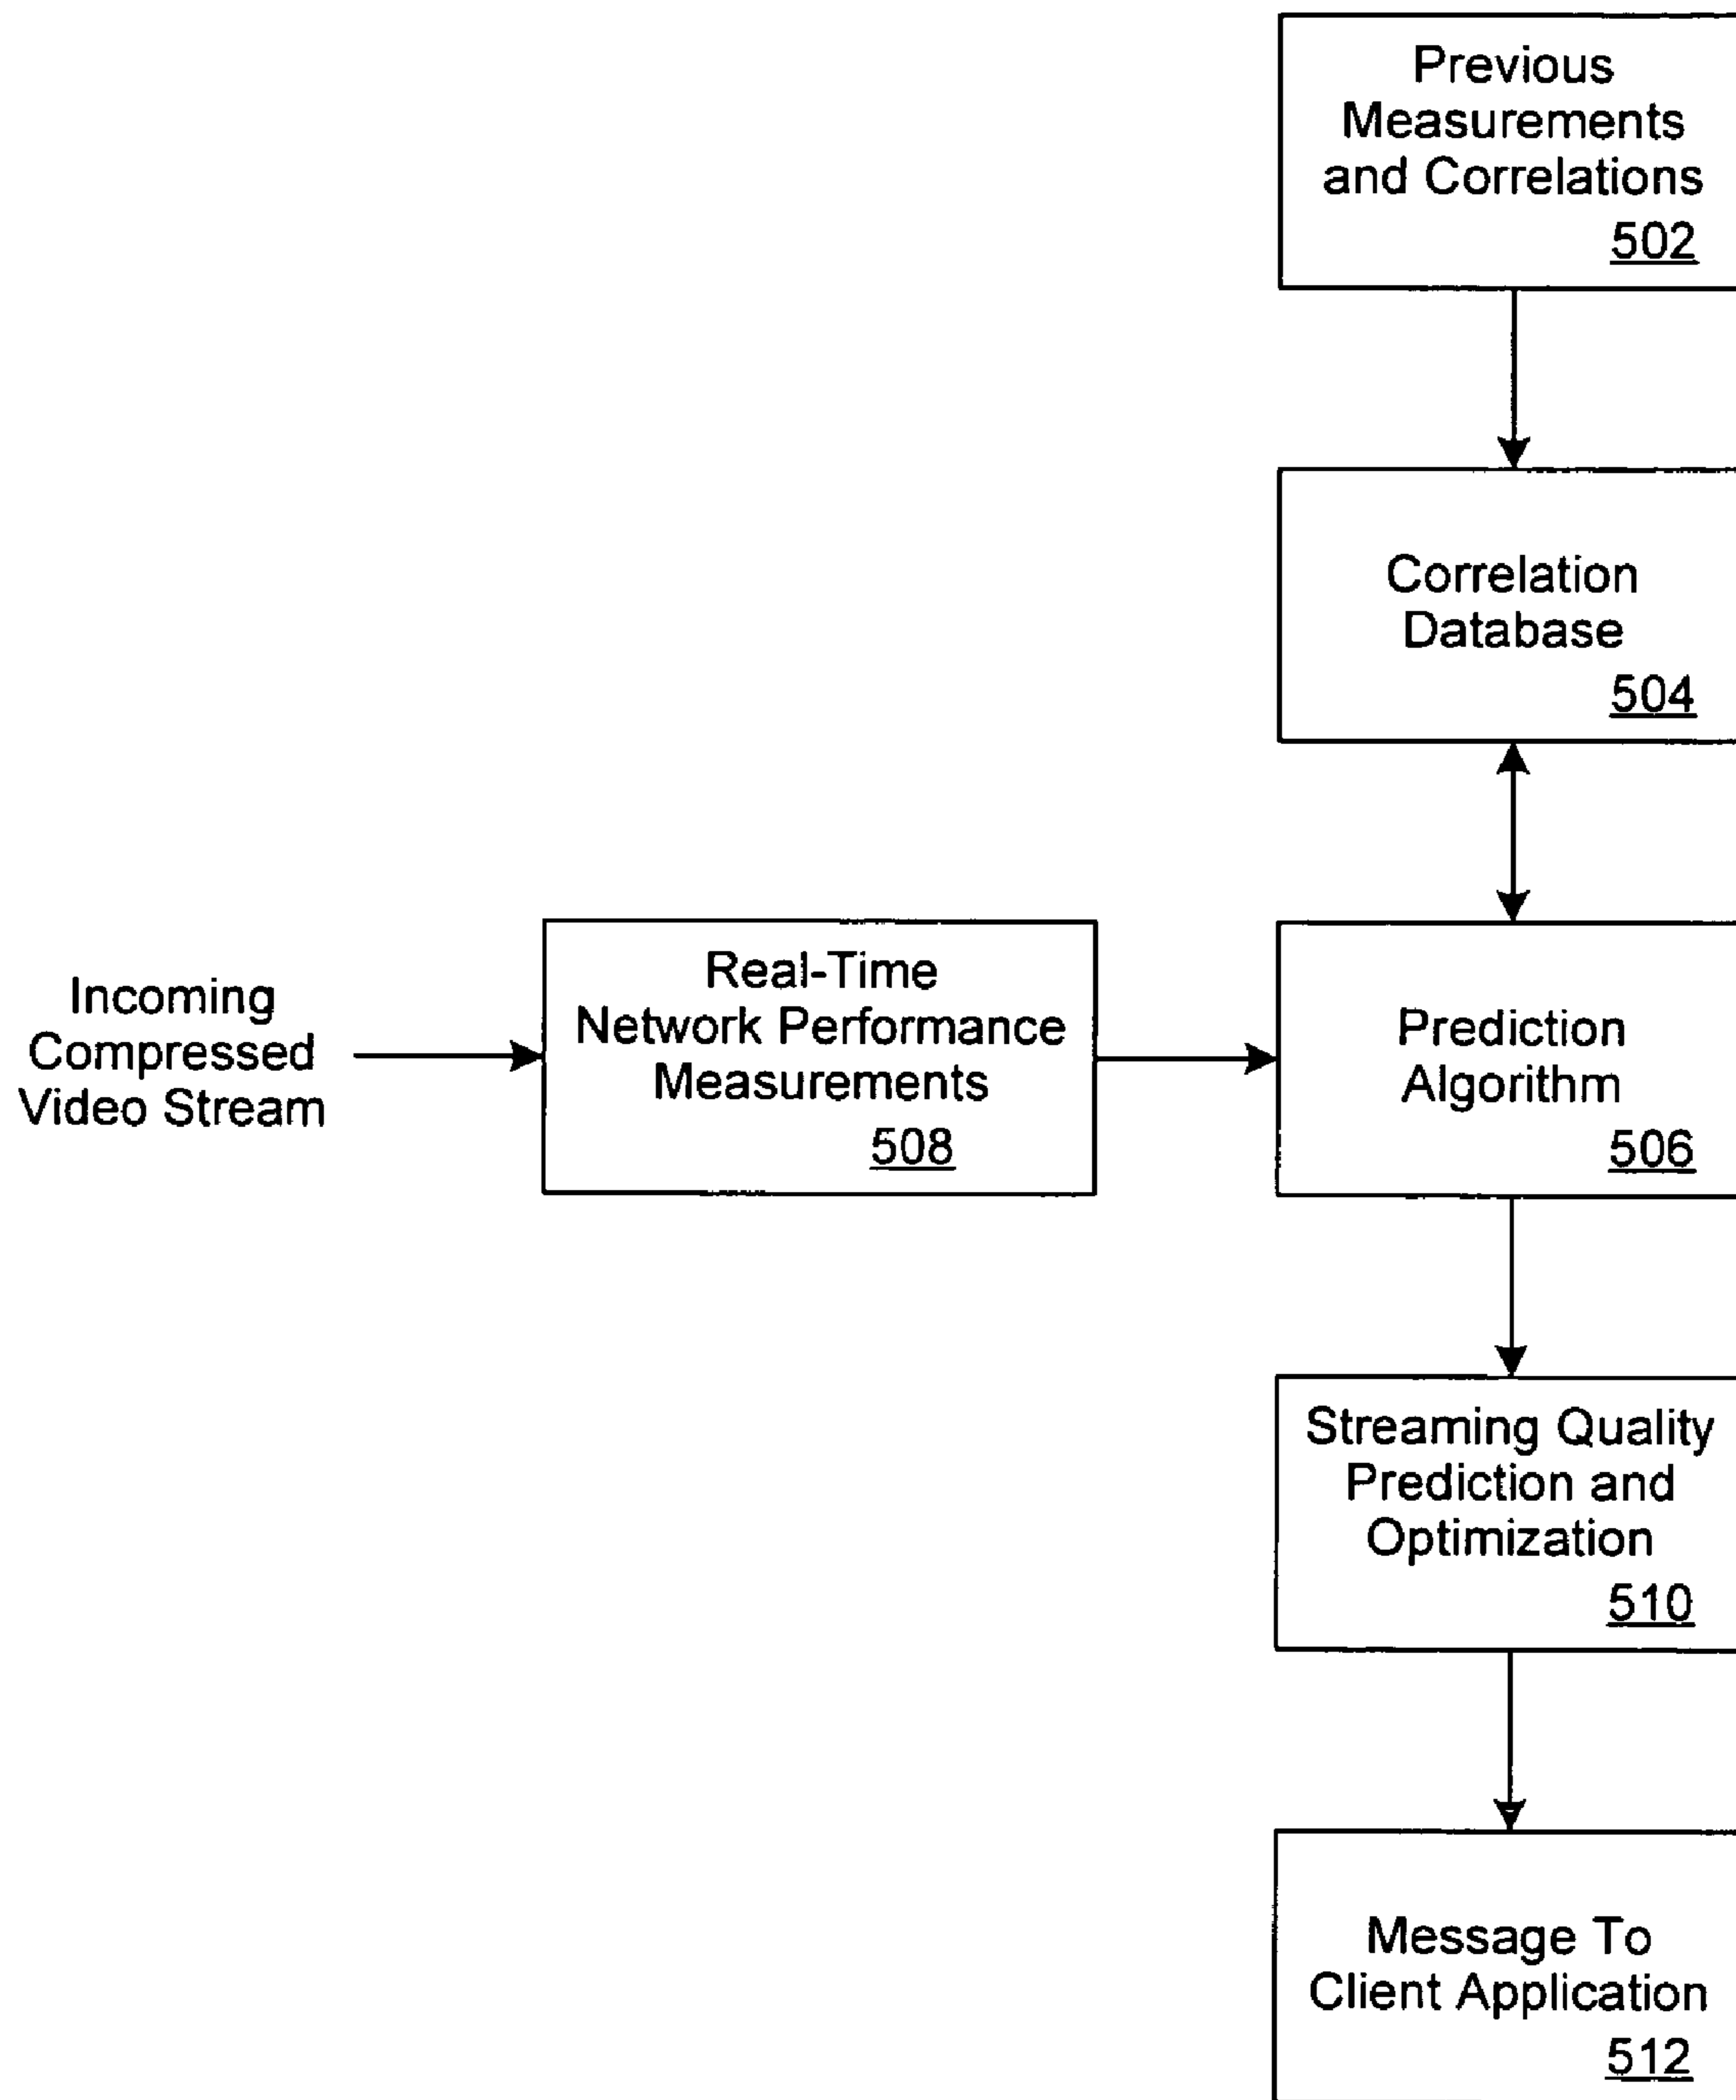 Previous
Measurements
and Correlations
502
Correlation
Database
504
Incoming
Compressed
Video Stream
Real-Time
Network Performance
Measurements
508
Prediction
Algorithm
506
Streaming Quality
Prediction and
Optimization
510
Message To
Client Application
512